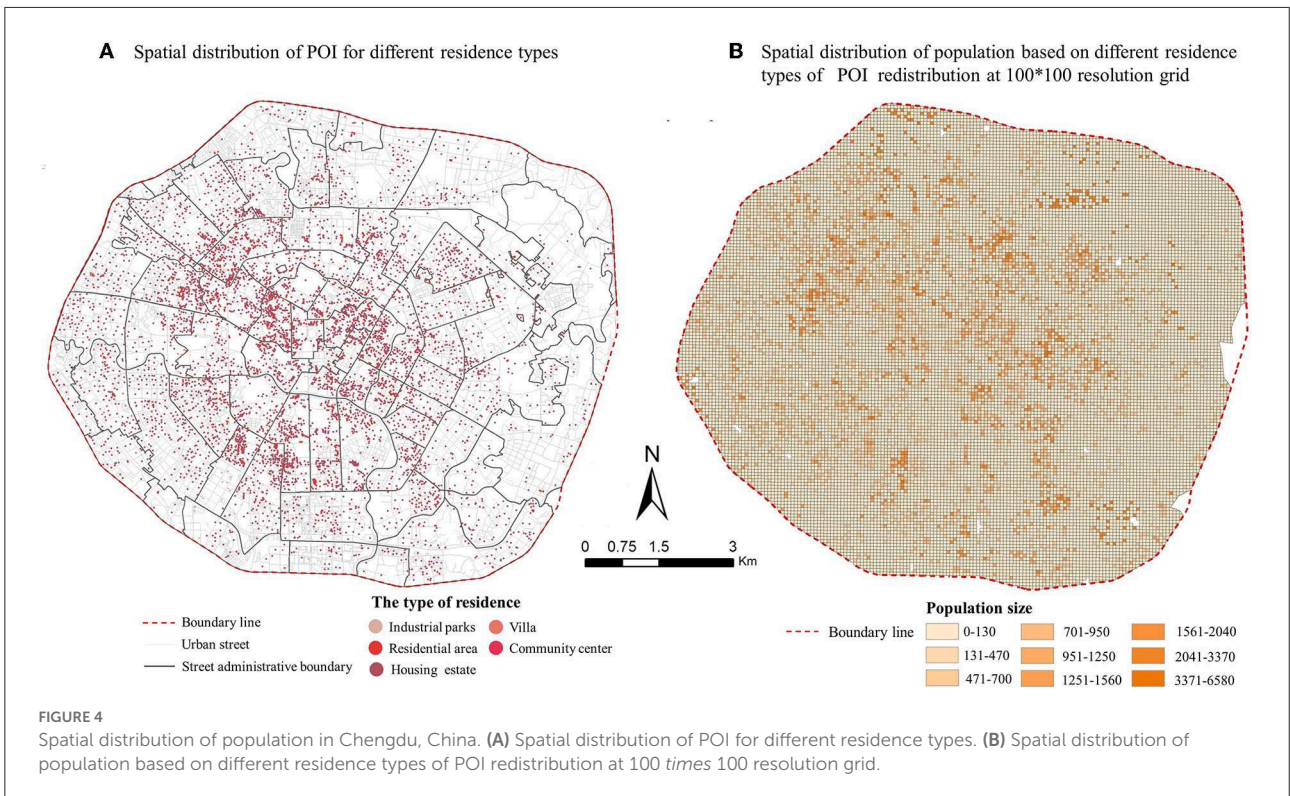 A Spatial distribution of POI for different residence types
B Spatial distribution of population based on different residence
types of POI redistribution at 100*100 resolution grid
N
0 0.75 1.5 3
Km
The type of residence
Boundary line
Urban street
Street administrative boundary
Industrial parks
Villa
Residential area
Community center
Housing estate
Population size
Boundary line
0-130
701-950
1561-2040
131-470
951-1250
2041-3370
471-700
1251-1560
3371-6580
FIGURE 4
Spatial distribution of population in Chengdu, China. (A) Spatial distribution of POI for different residence types. (B) Spatial distribution of
population based on different residence types of POI redistribution at 100 times 100 resolution grid.